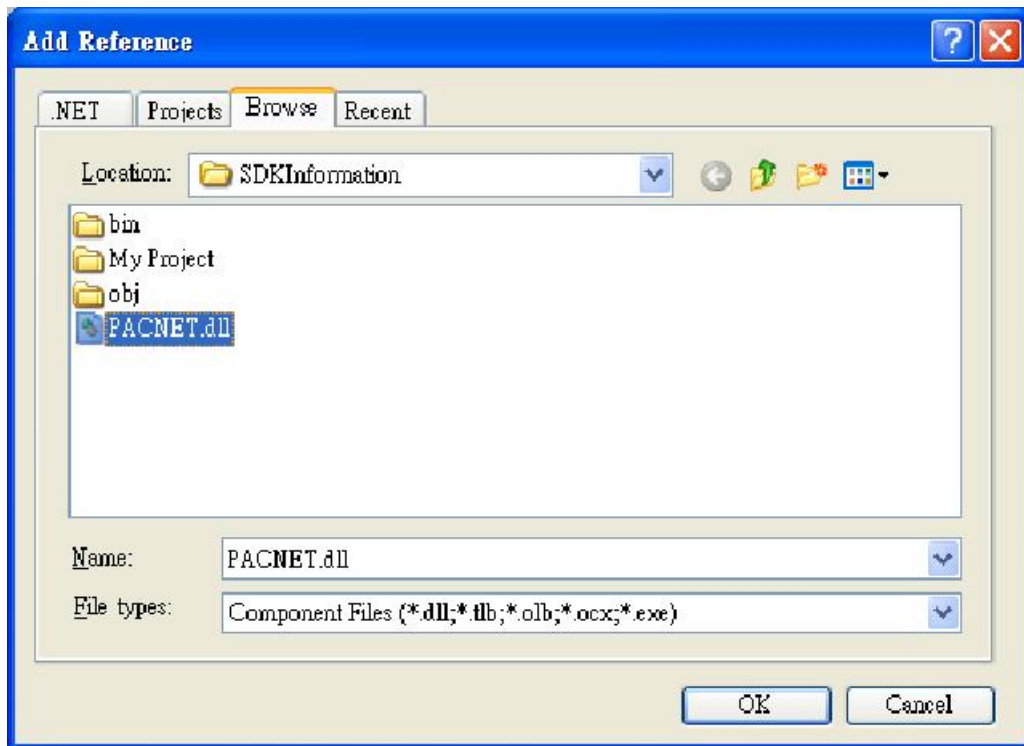 Add Reference
.NET Projects Browse Recent
Location: SDKInformation
bin
My Project
obj
PACNET.dll
Name: PACNET.dll
File types: Component Files (*.dll;*.tlb;*.olb;*.ocx;*.exe)
OK Cancel